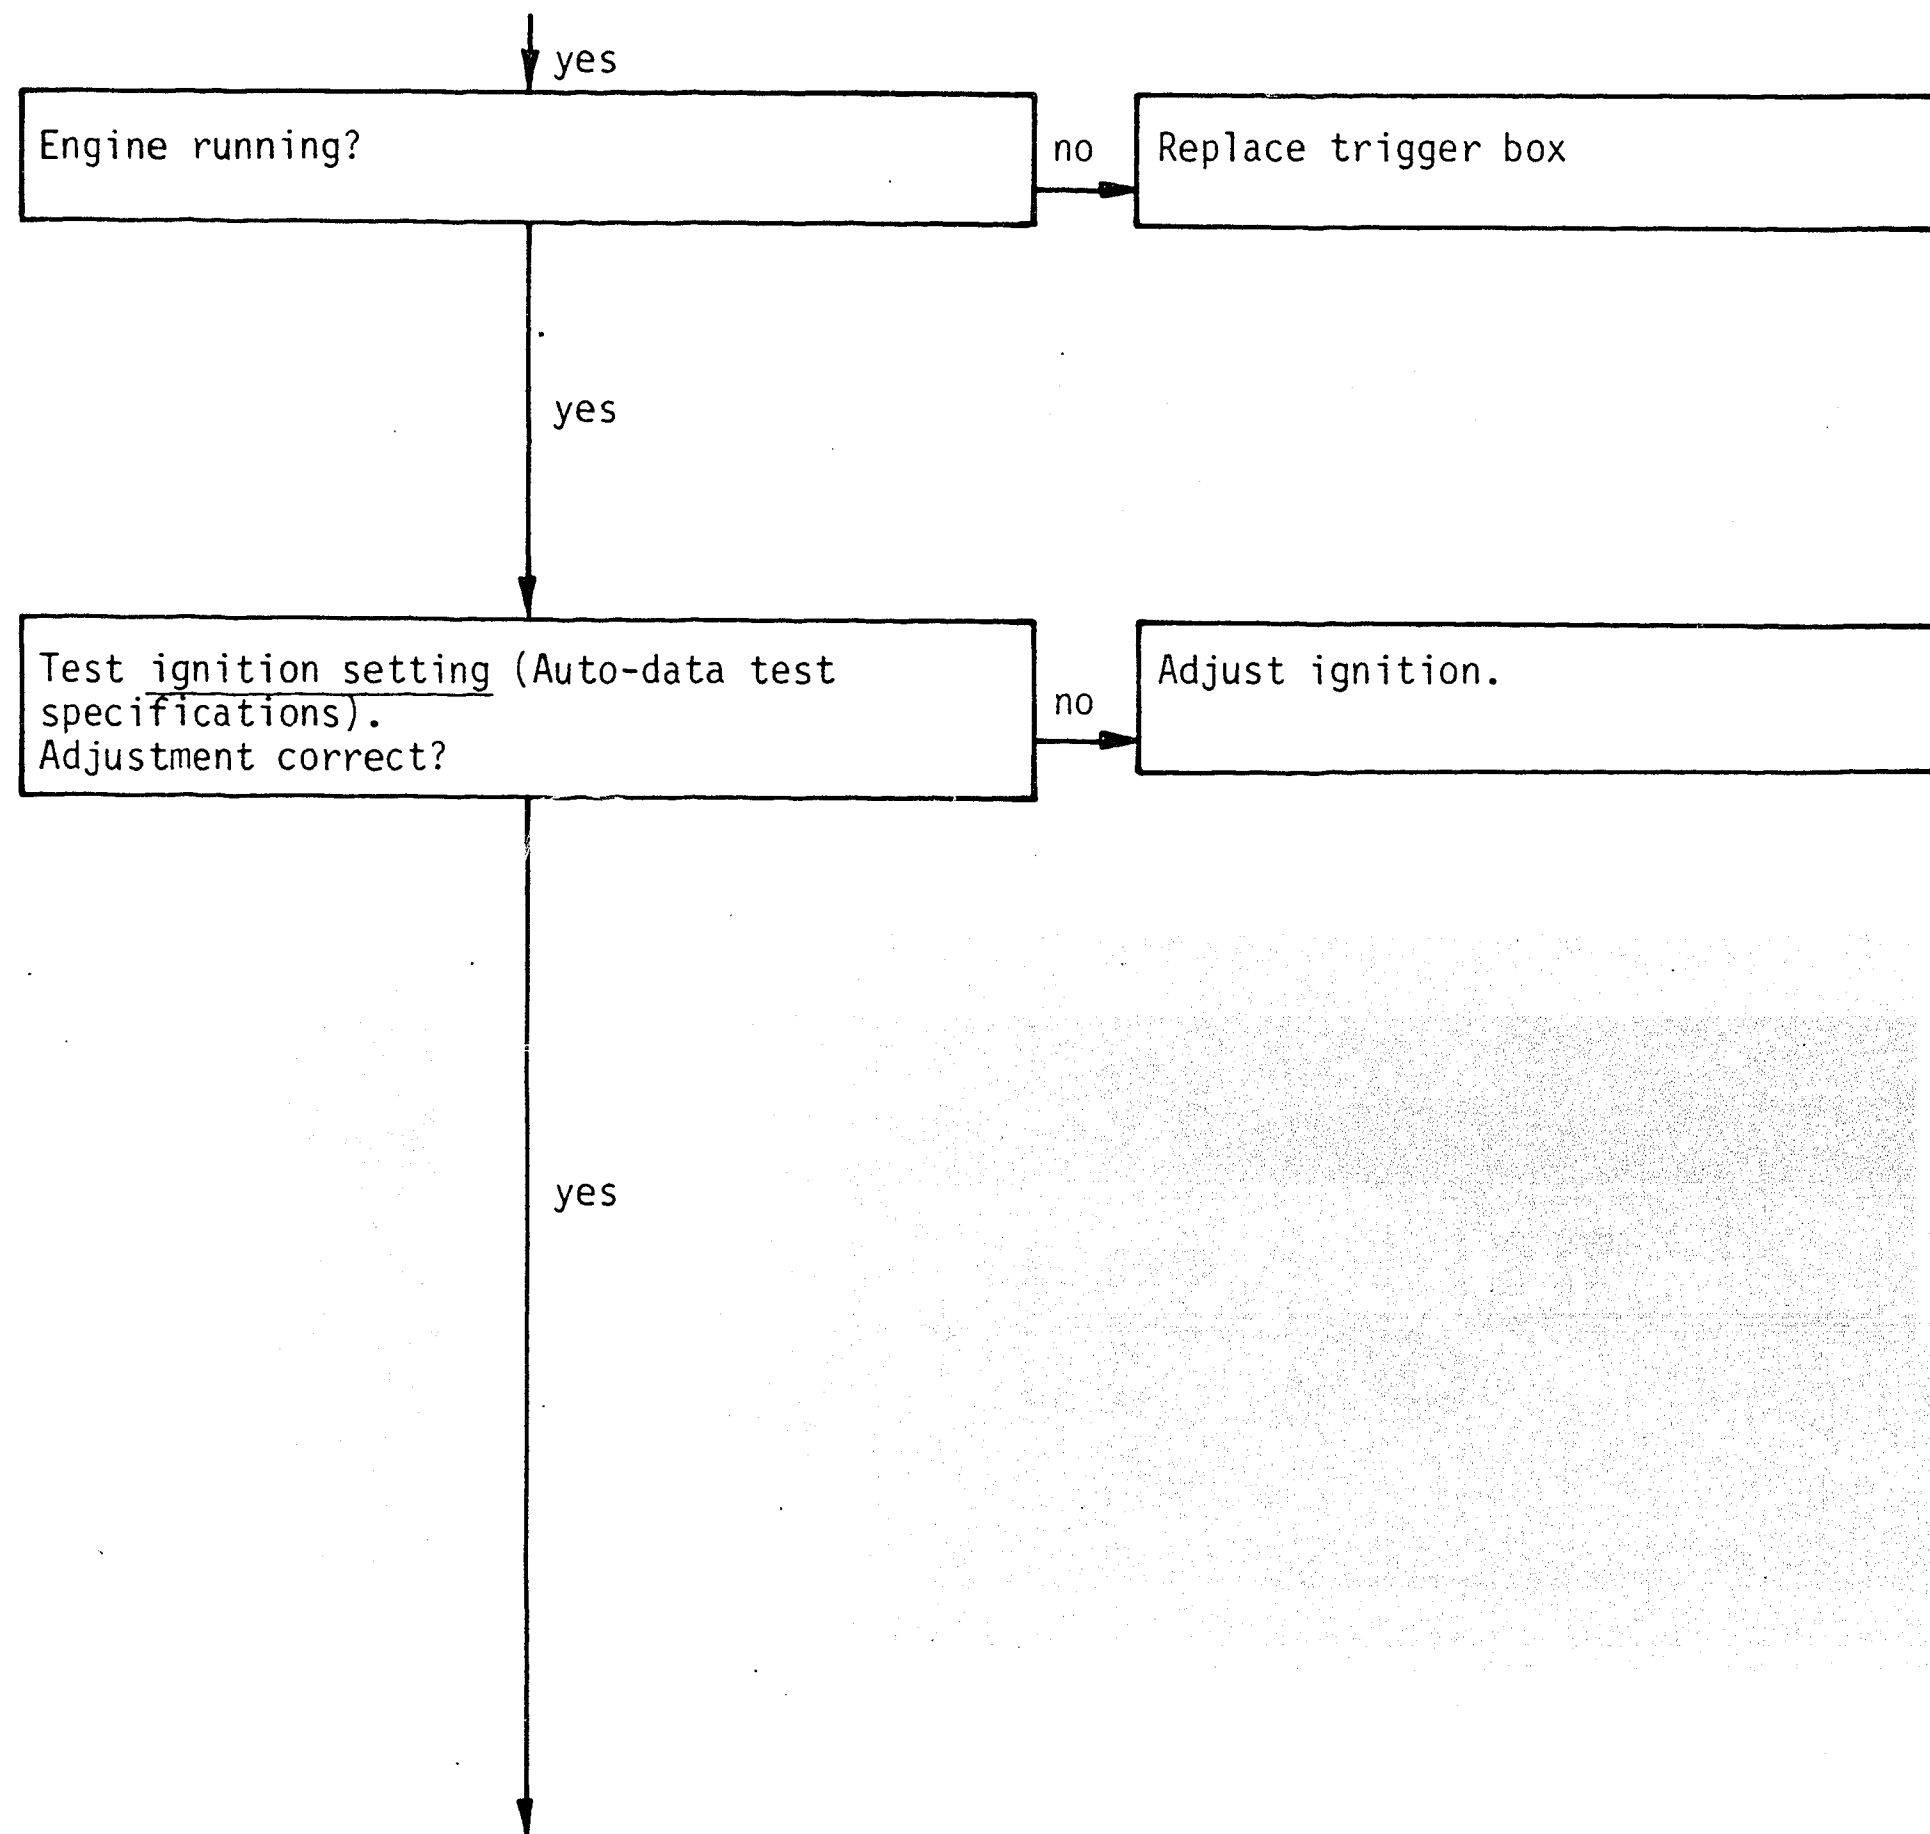 yes
Engine running?
no
Replace trigger box
yes
Test ignition setting (Auto-data test
specifications).
Adjustment correct?
no
Adjust ignition.
yes